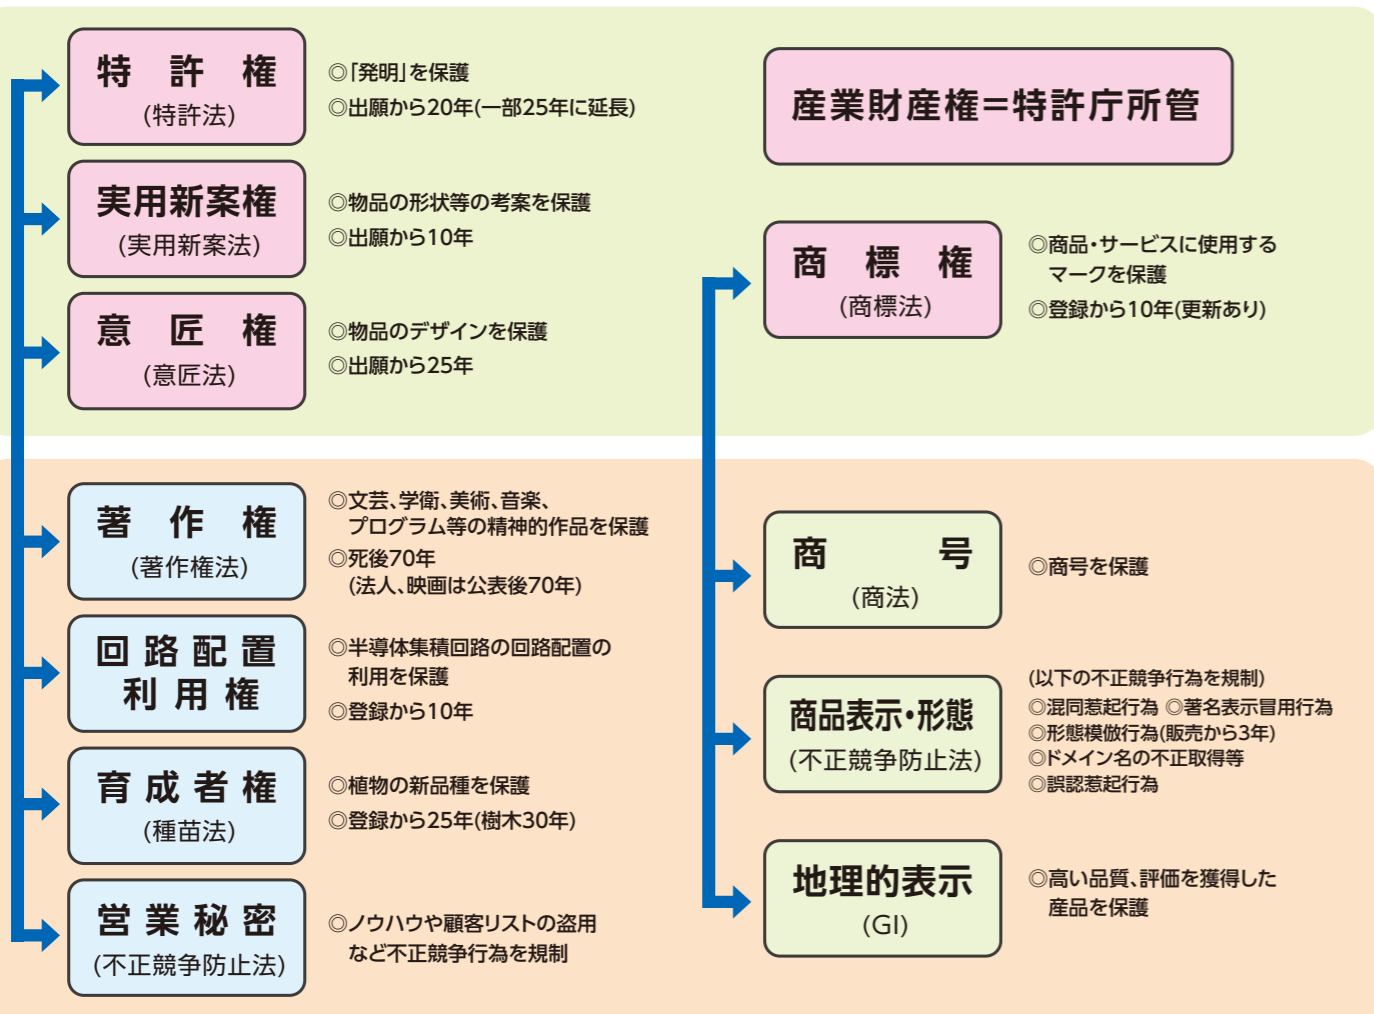 特許権
(特許法)
◎「発明」を保護
◎出願から20年(一部25年に延長)
実用新案権
(実用新案法)
◎物品の形状等の考案を保護
◎出願から10年
意匠権
(意匠法)
◎物品のデザインを保護
◎出願から25年
産業財産権=特許庁所管
商標権
(商標法)
◎商品・サービスに使用する
マークを保護
◎登録から10年(更新あり)
著作権
(著作権法)
◎文芸、学術、美術、音楽、
プログラム等の精神的作品を保護
◎死後70年
(法人、映画は公表後70年)
回路配置
利用権
◎半導体集積回路の回路配置の
利用を保護
◎登録から10年
育成者権
(種苗法)
◎植物の新品種を保護
◎登録から25年(樹木30年)
営業秘密
(不正競争防止法)
◎ノウハウや顧客リストの盗用
など不正競争行為を規制
商号
(商法)
◎商号を保護
商品表示・形態
(不正競争防止法)
(以下の不正競争行為を規制)
◎混同惹起行為 ◎著名表示冒用行為
◎形態模倣行為(販売から3年)
◎ドメイン名の不正取得等
◎誤認惹起行為
地理的表示
(GI)
◎高い品質、評価を獲得した
産品を保護